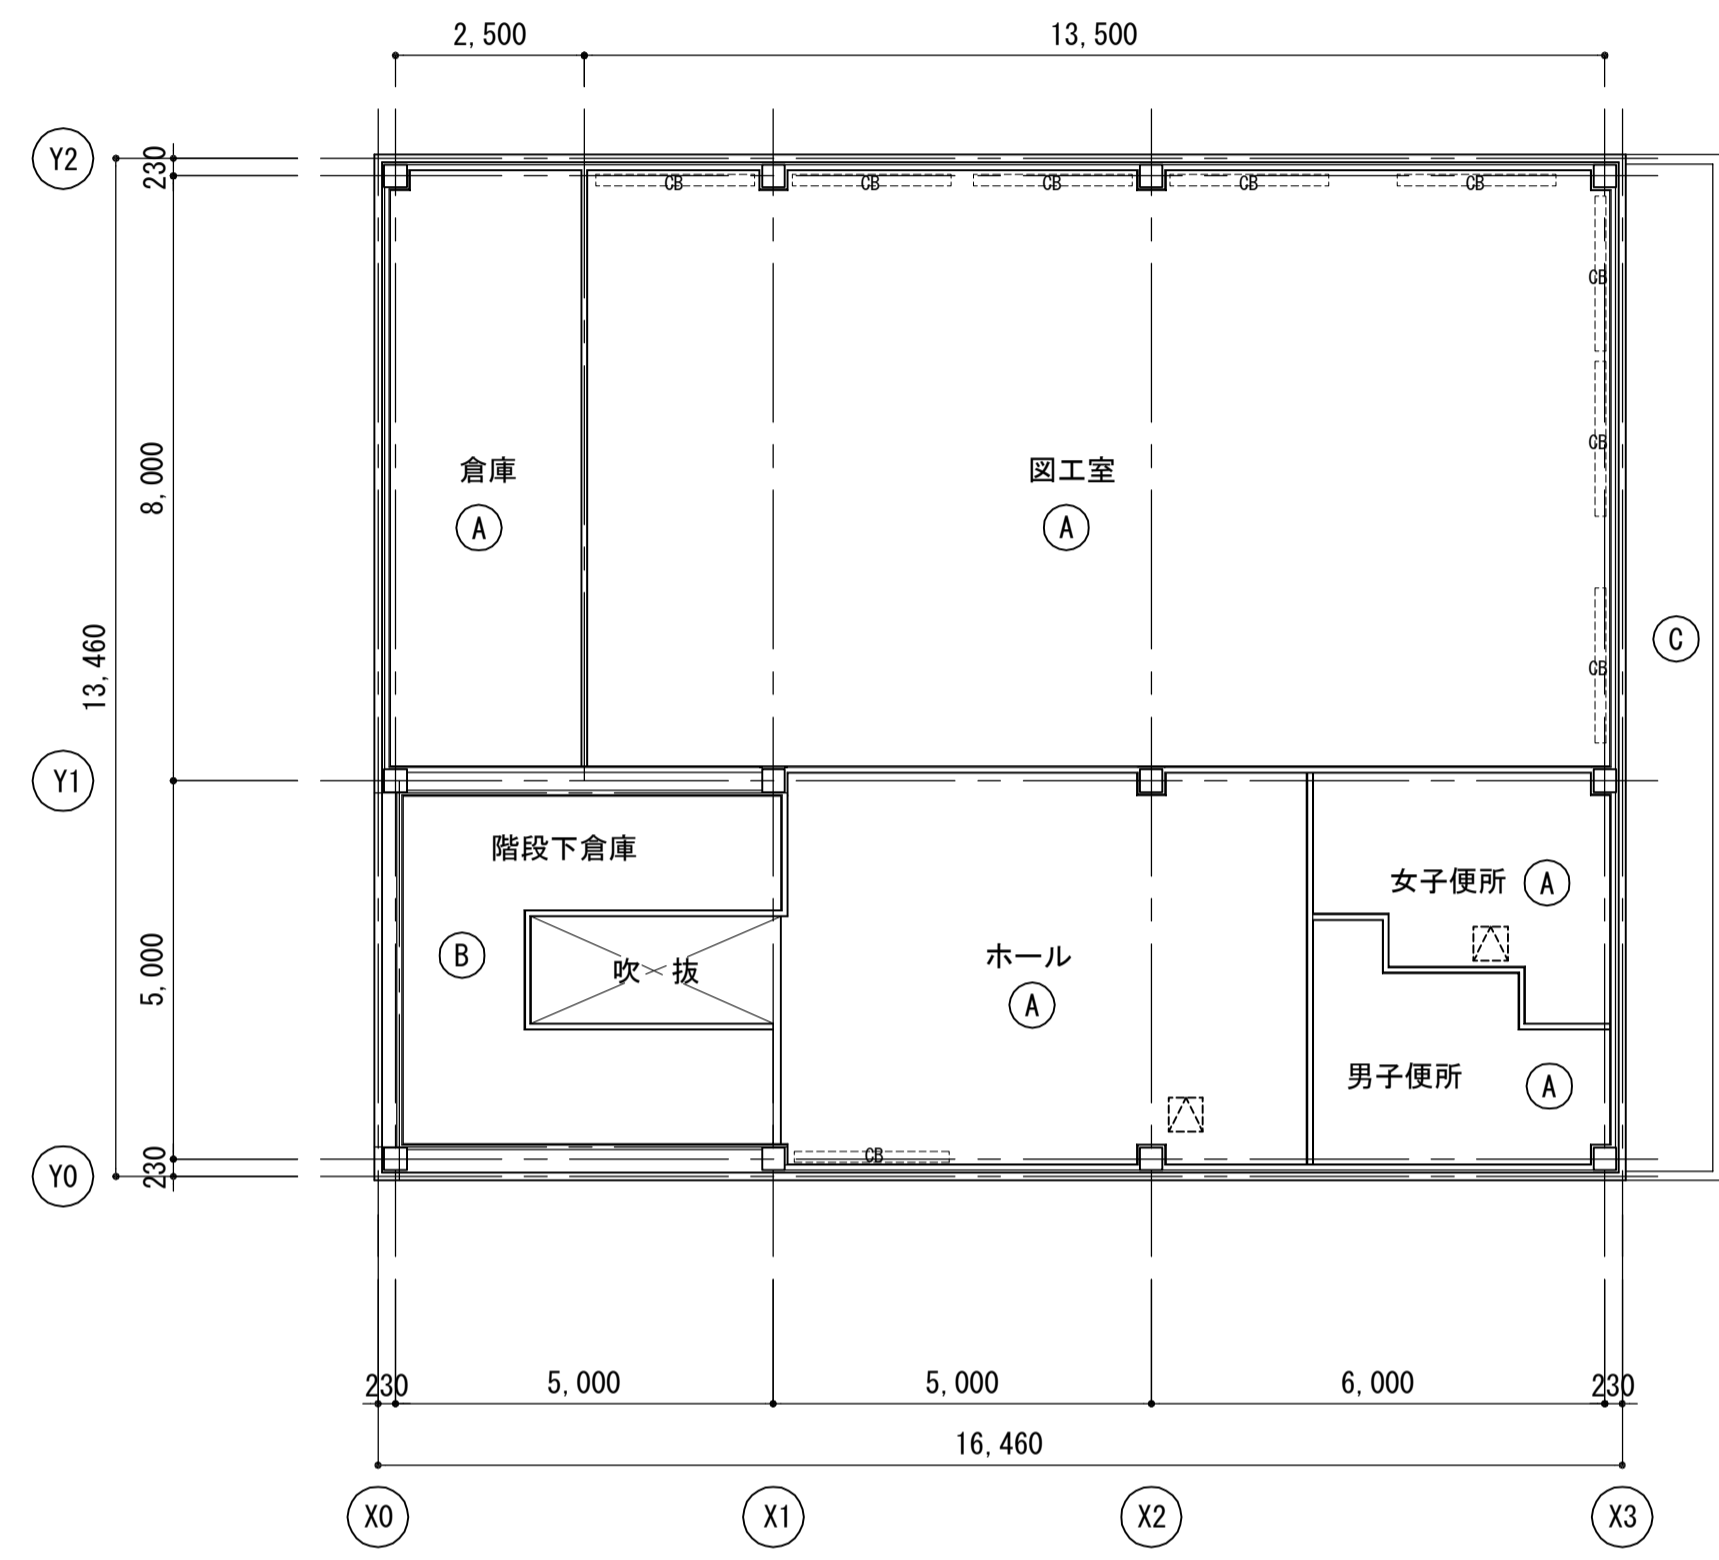 2,500
13,500
Y2
230
CB
CB
CB
CB
CB
CB
CB
CB
8,000
倉庫
A
図工室
A
13,460
C
Y1
階段下倉庫
女子便所
A
5,000
B
吹 抜
ホール
A
男子便所
A
CB
230
Y0
230
5,000
5,000
6,000
230
16,460
X0
X1
X2
X3